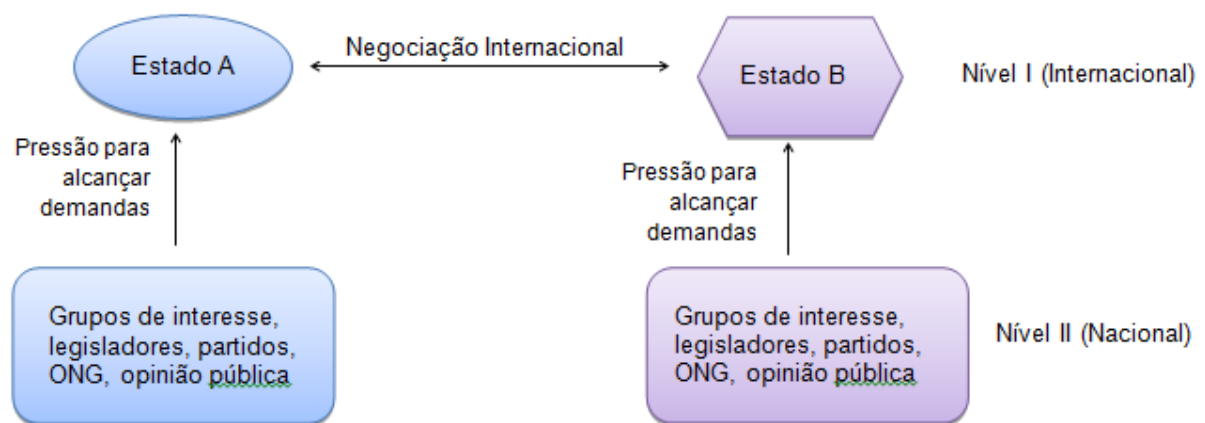 Estado A
Negociação Internacional
Estado B
Nível I (Internacional)
Pressão para
alcançar
demandas
Pressão para
alcançar
demandas
Grupos de interesse,
legisladores, partidos,
ONG, opinião pública
Grupos de interesse,
legisladores, partidos,
ONG, opinião pública
Nível II (Nacional)